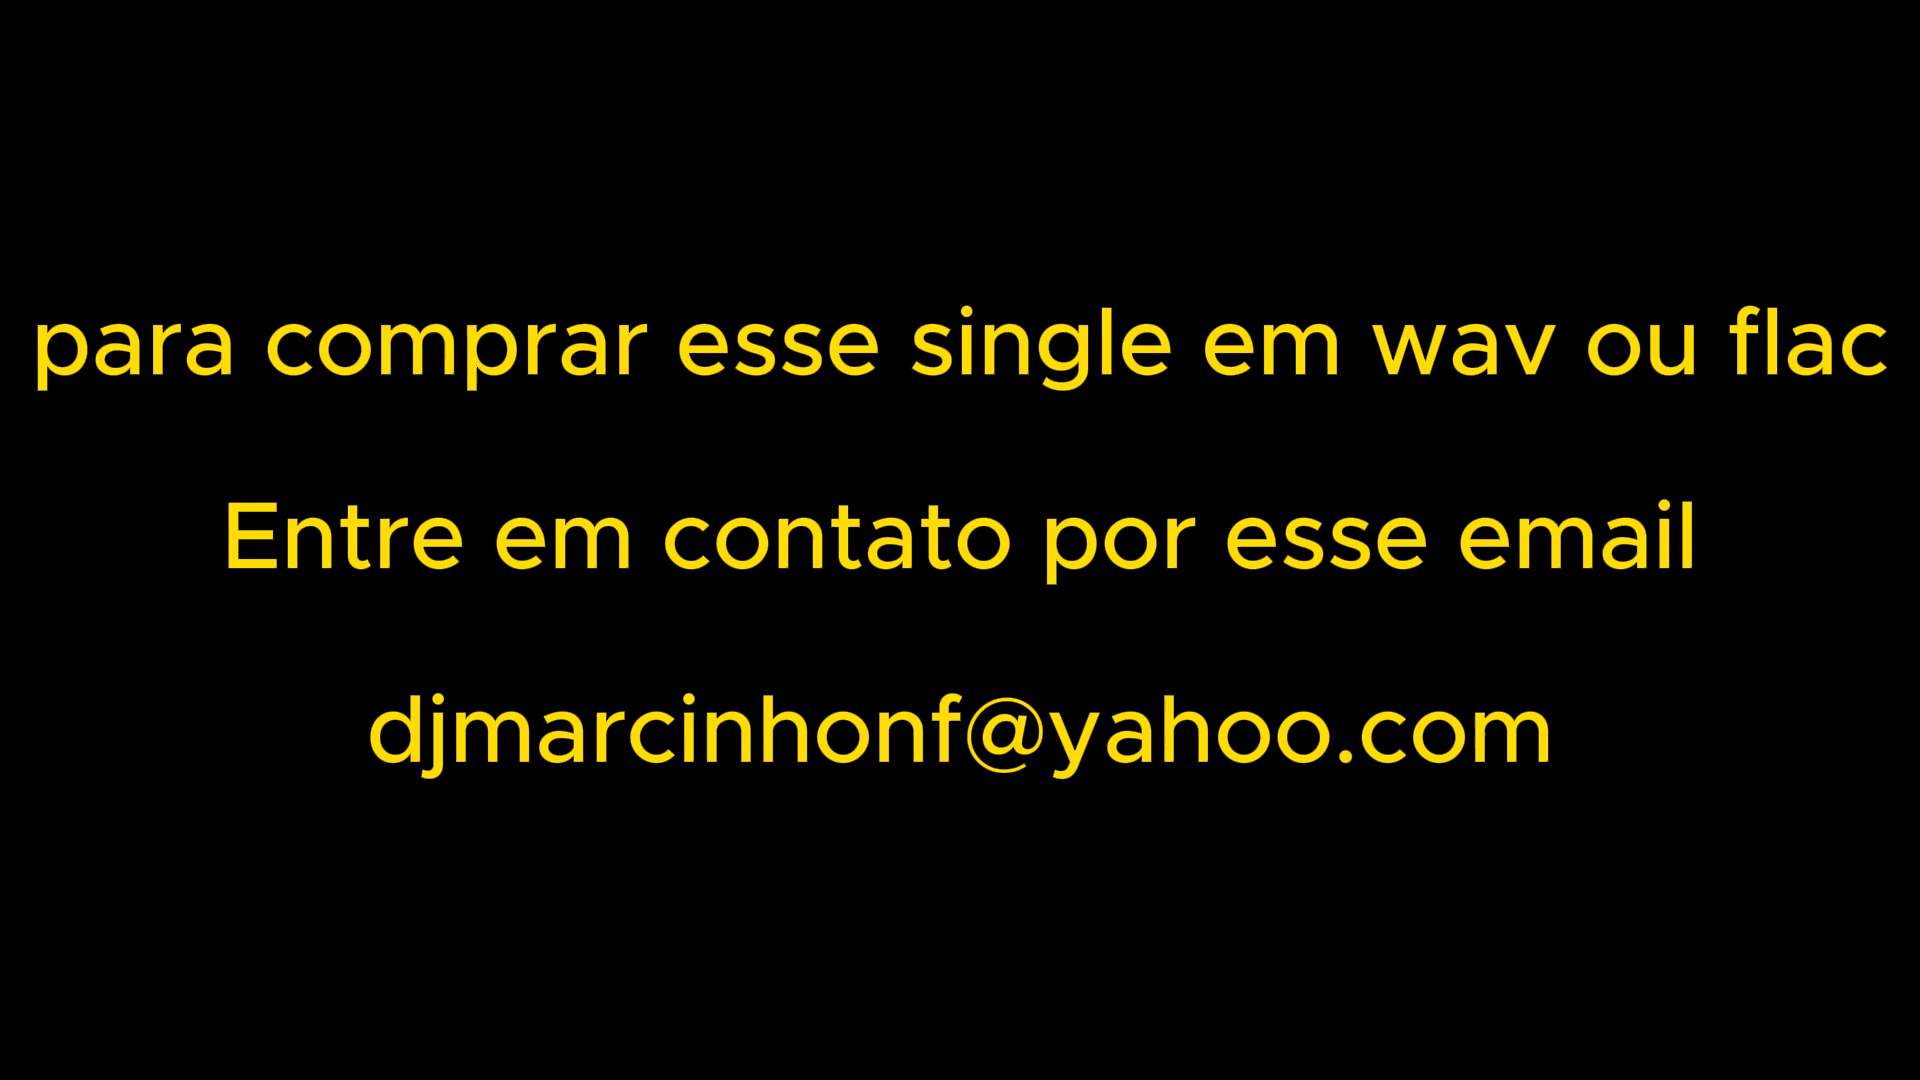 para comprar esse single em wav ou flac
Entre em contato por esse email
djmarcinhonf@yahoo.com